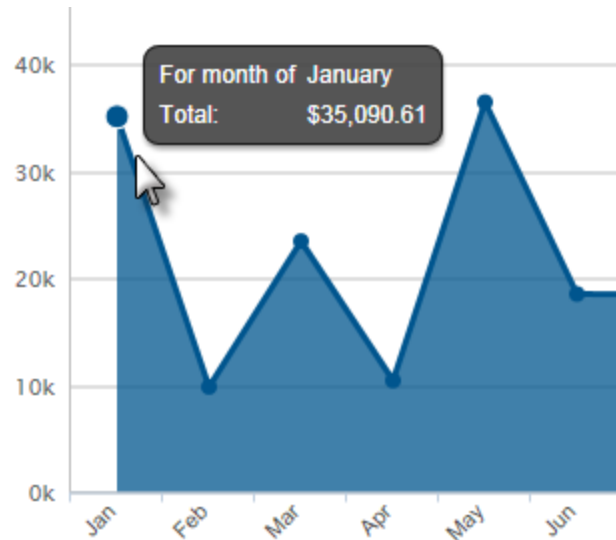 40k
For month of January
Total: $35,090.61
30k
20k
10k
0k
Jan Feb Mar Apr May Jun